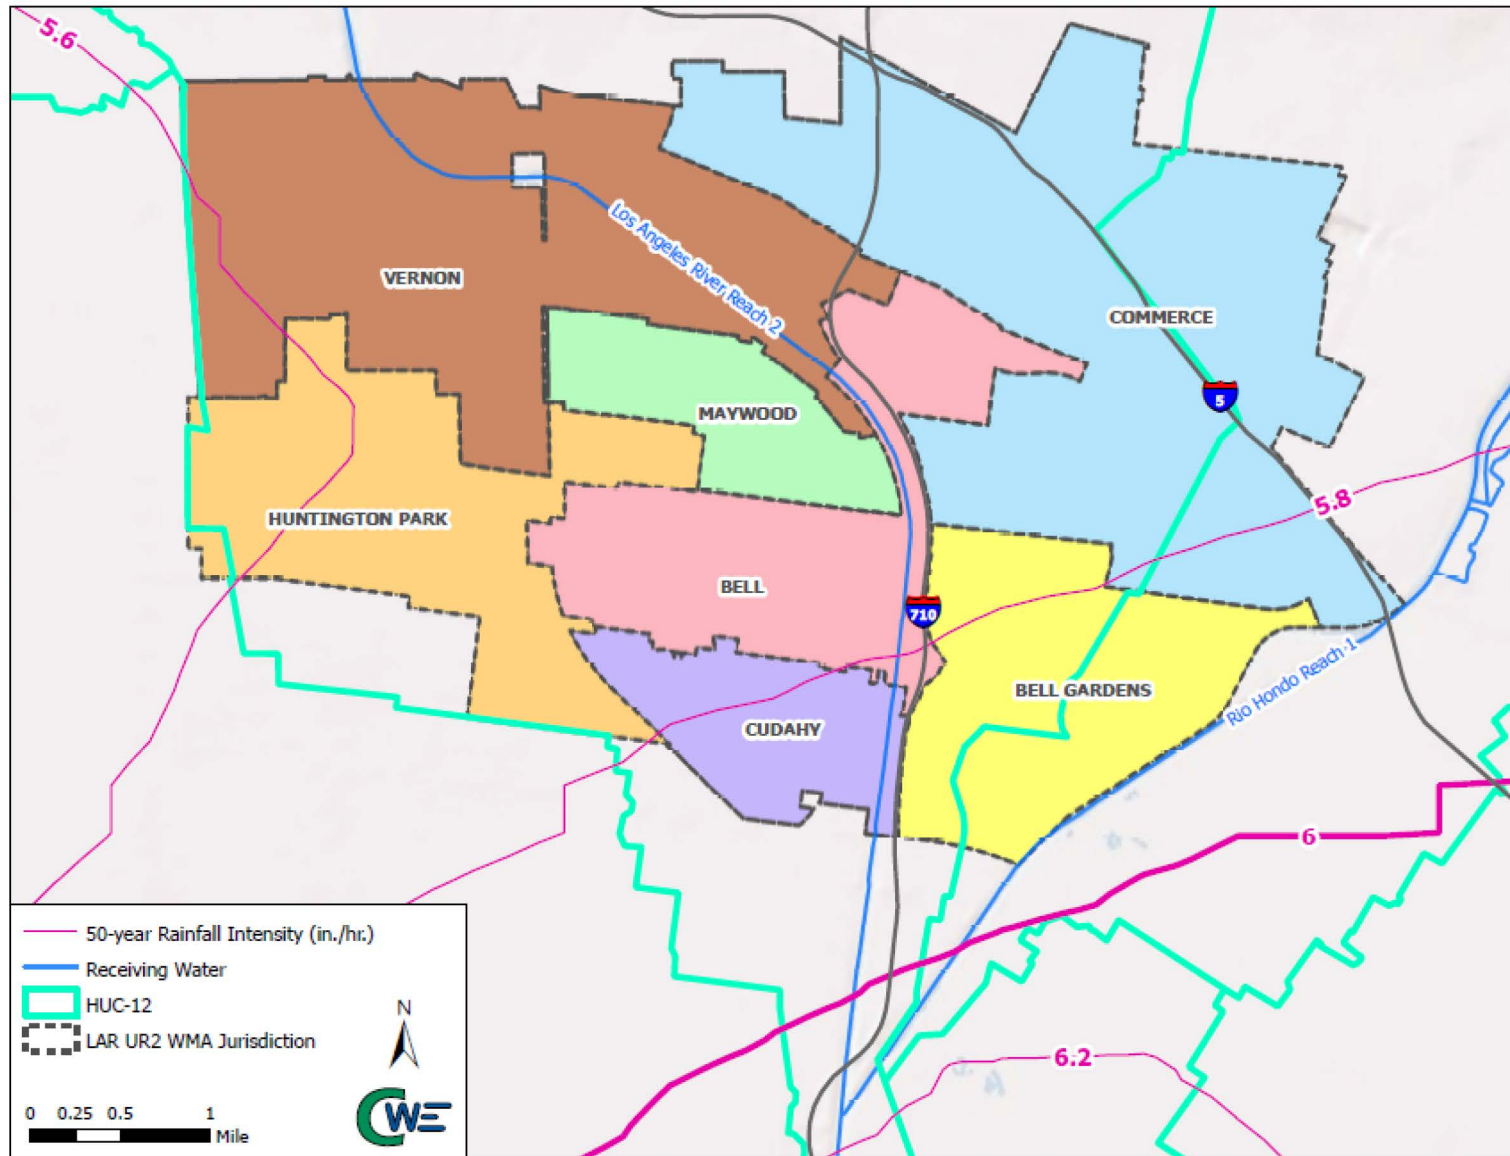 5.6
Los Angeles River Reach 2
VERNON
COMMERCE
5
MAYWOOD
5.8
HUNTINGTON PARK
BELL
710
BELL GARDENS
Rio Hondo Reach 1
CUDAHY
6
6.2
50-year Rainfall Intensity (in./hr.)
Receiving Water
HUC-12
LAR UR2 WMA Jurisdiction
N
0 0.25 0.5 1
Mile
CWE